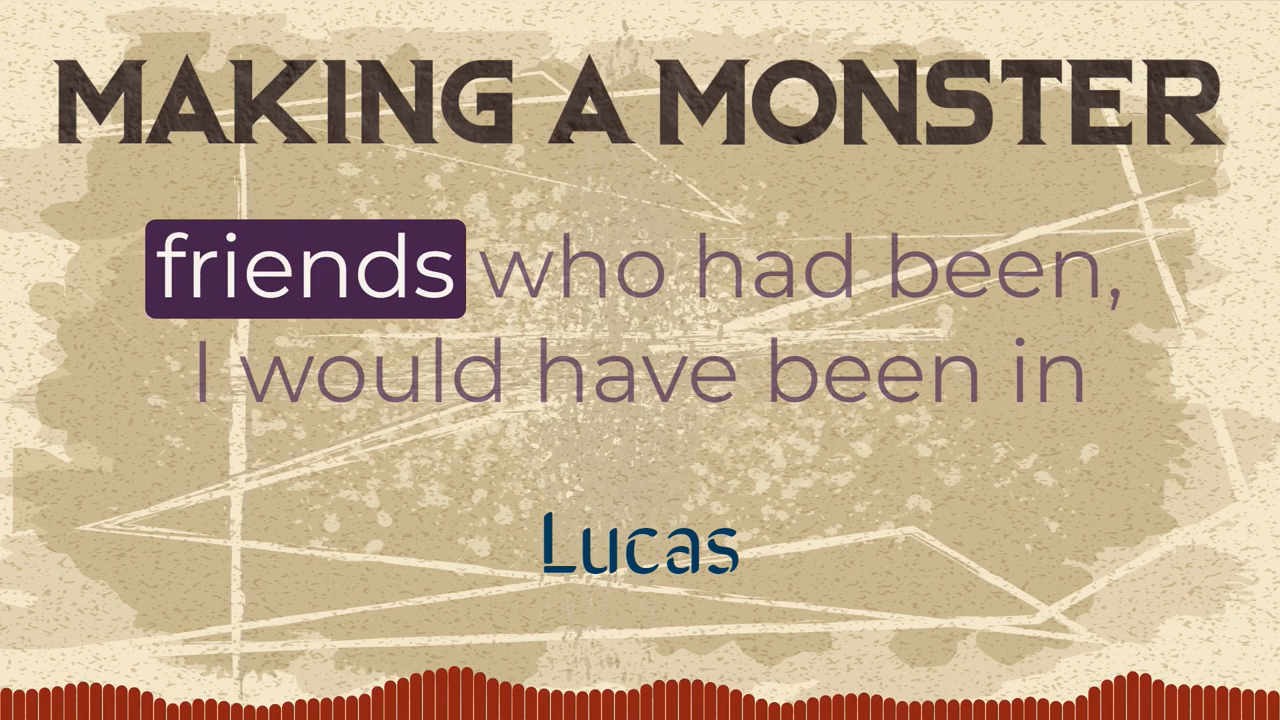 MAKING A MONSTER
friends who had been,
I would have been in
Lucas